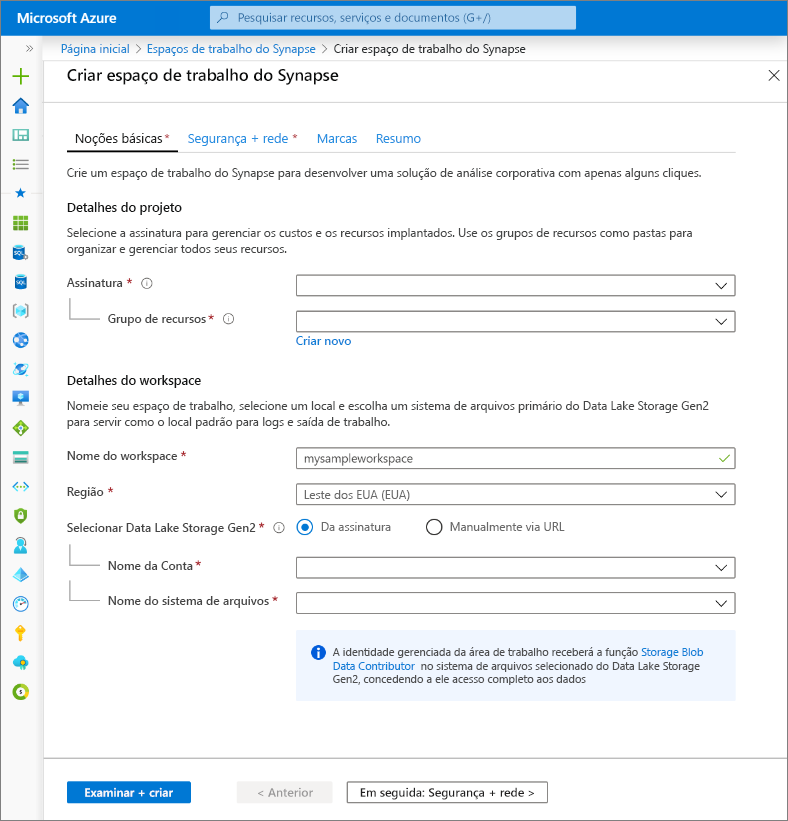 Microsoft Azure
Pesquisar recursos, serviços e documentos (G+/)
Página inicial > Espaços de trabalho do Synapse > Criar espaço de trabalho do Synapse
Criar espaço de trabalho do Synapse
Noções básicas * Segurança + rede * Marcas Resumo
Crie um espaço de trabalho do Synapse para desenvolver uma solução de análise corporativa com apenas alguns cliques.
Detalhes do projeto
Selecione a assinatura para gerenciar os custos e os recursos implantados. Use os grupos de recursos como pastas para
organizar e gerenciar todos seus recursos.
Assinatura *
Grupo de recursos *
Criar novo
Detalhes do workspace
Nomeie seu espaço de trabalho, selecione um local e escolha um sistema de arquivos primário do Data Lake Storage Gen2
para servir como o local padrão para logs e saída de trabalho.
Nome do workspace * mysampleworkspace
Região * Leste dos EUA (EUA)
Selecionar Data Lake Storage Gen2 * Da assinatura Manualmente via URL
Nome da Conta *
Nome do sistema de arquivos *
A identidade gerenciada da área de trabalho receberá a função Storage Blob
Data Contributor no sistema de arquivos selecionado do Data Lake Storage
Gen2, concedendo a ele acesso completo aos dados
Examinar + criar < Anterior Em seguida: Segurança + rede >